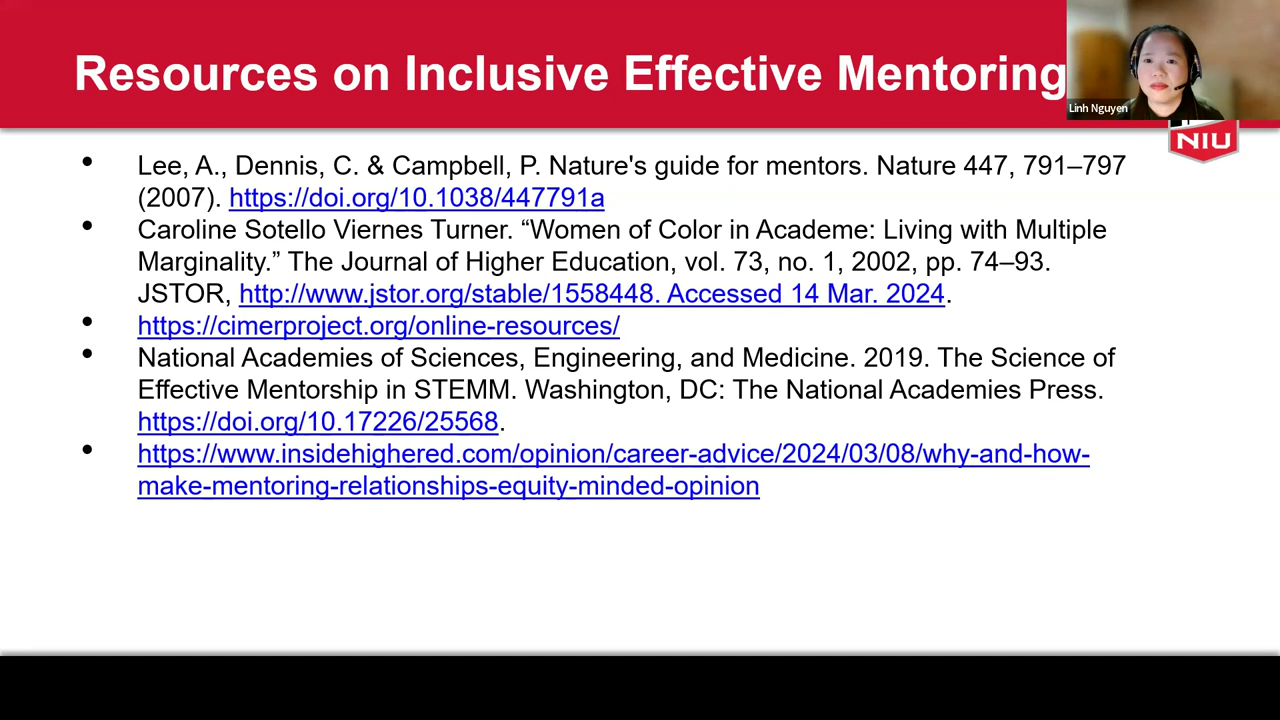 Resources on Inclusive Effective Mentoring
Linh Nguyen
NIU
• Lee, A., Dennis, C. & Campbell, P. Nature's guide for mentors. Nature 447, 791–797
(2007). https://doi.org/10.1038/447791a
• Caroline Sotello Viernes Turner. “Women of Color in Academe: Living with Multiple
Marginality.” The Journal of Higher Education, vol. 73, no. 1, 2002, pp. 74–93.
JSTOR, http://www.jstor.org/stable/1558448. Accessed 14 Mar. 2024.
• https://cimerproject.org/online-resources/
• National Academies of Sciences, Engineering, and Medicine. 2019. The Science of
Effective Mentorship in STEMM. Washington, DC: The National Academies Press.
https://doi.org/10.17226/25568.
• https://www.insidehighered.com/opinion/career-advice/2024/03/08/why-and-how-
make-mentoring-relationships-equity-minded-opinion